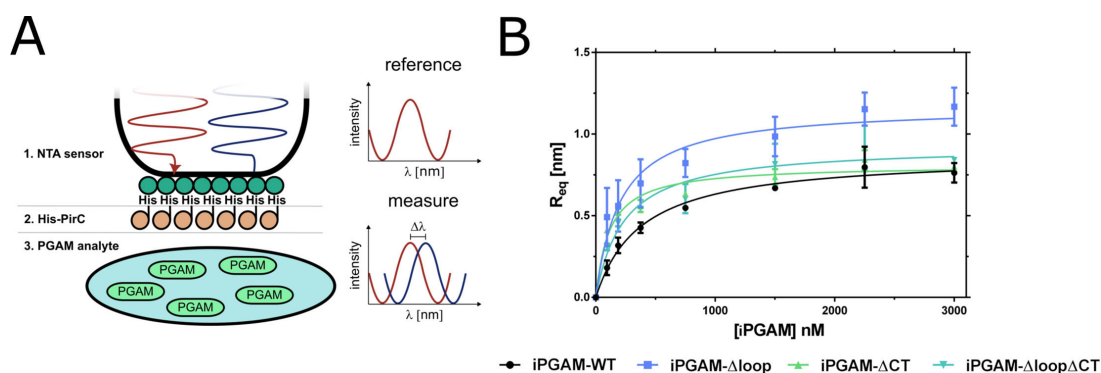 A
reference
intensity
λ [nm]
1. NTA sensor
His His His His His His His
2. His-PirC
3. PGAM analyte
PGAM PGAM
PGAM PGAM
PGAM
measure
Δλ
intensity
λ [nm]
B
1.5
1.0
0.5
0.0
Req [nm]
0 1000 2000 3000
[iPGAM] nM
iPGAM-WT iPGAM-Δloop iPGAM-ΔCT iPGAM-ΔloopΔCT